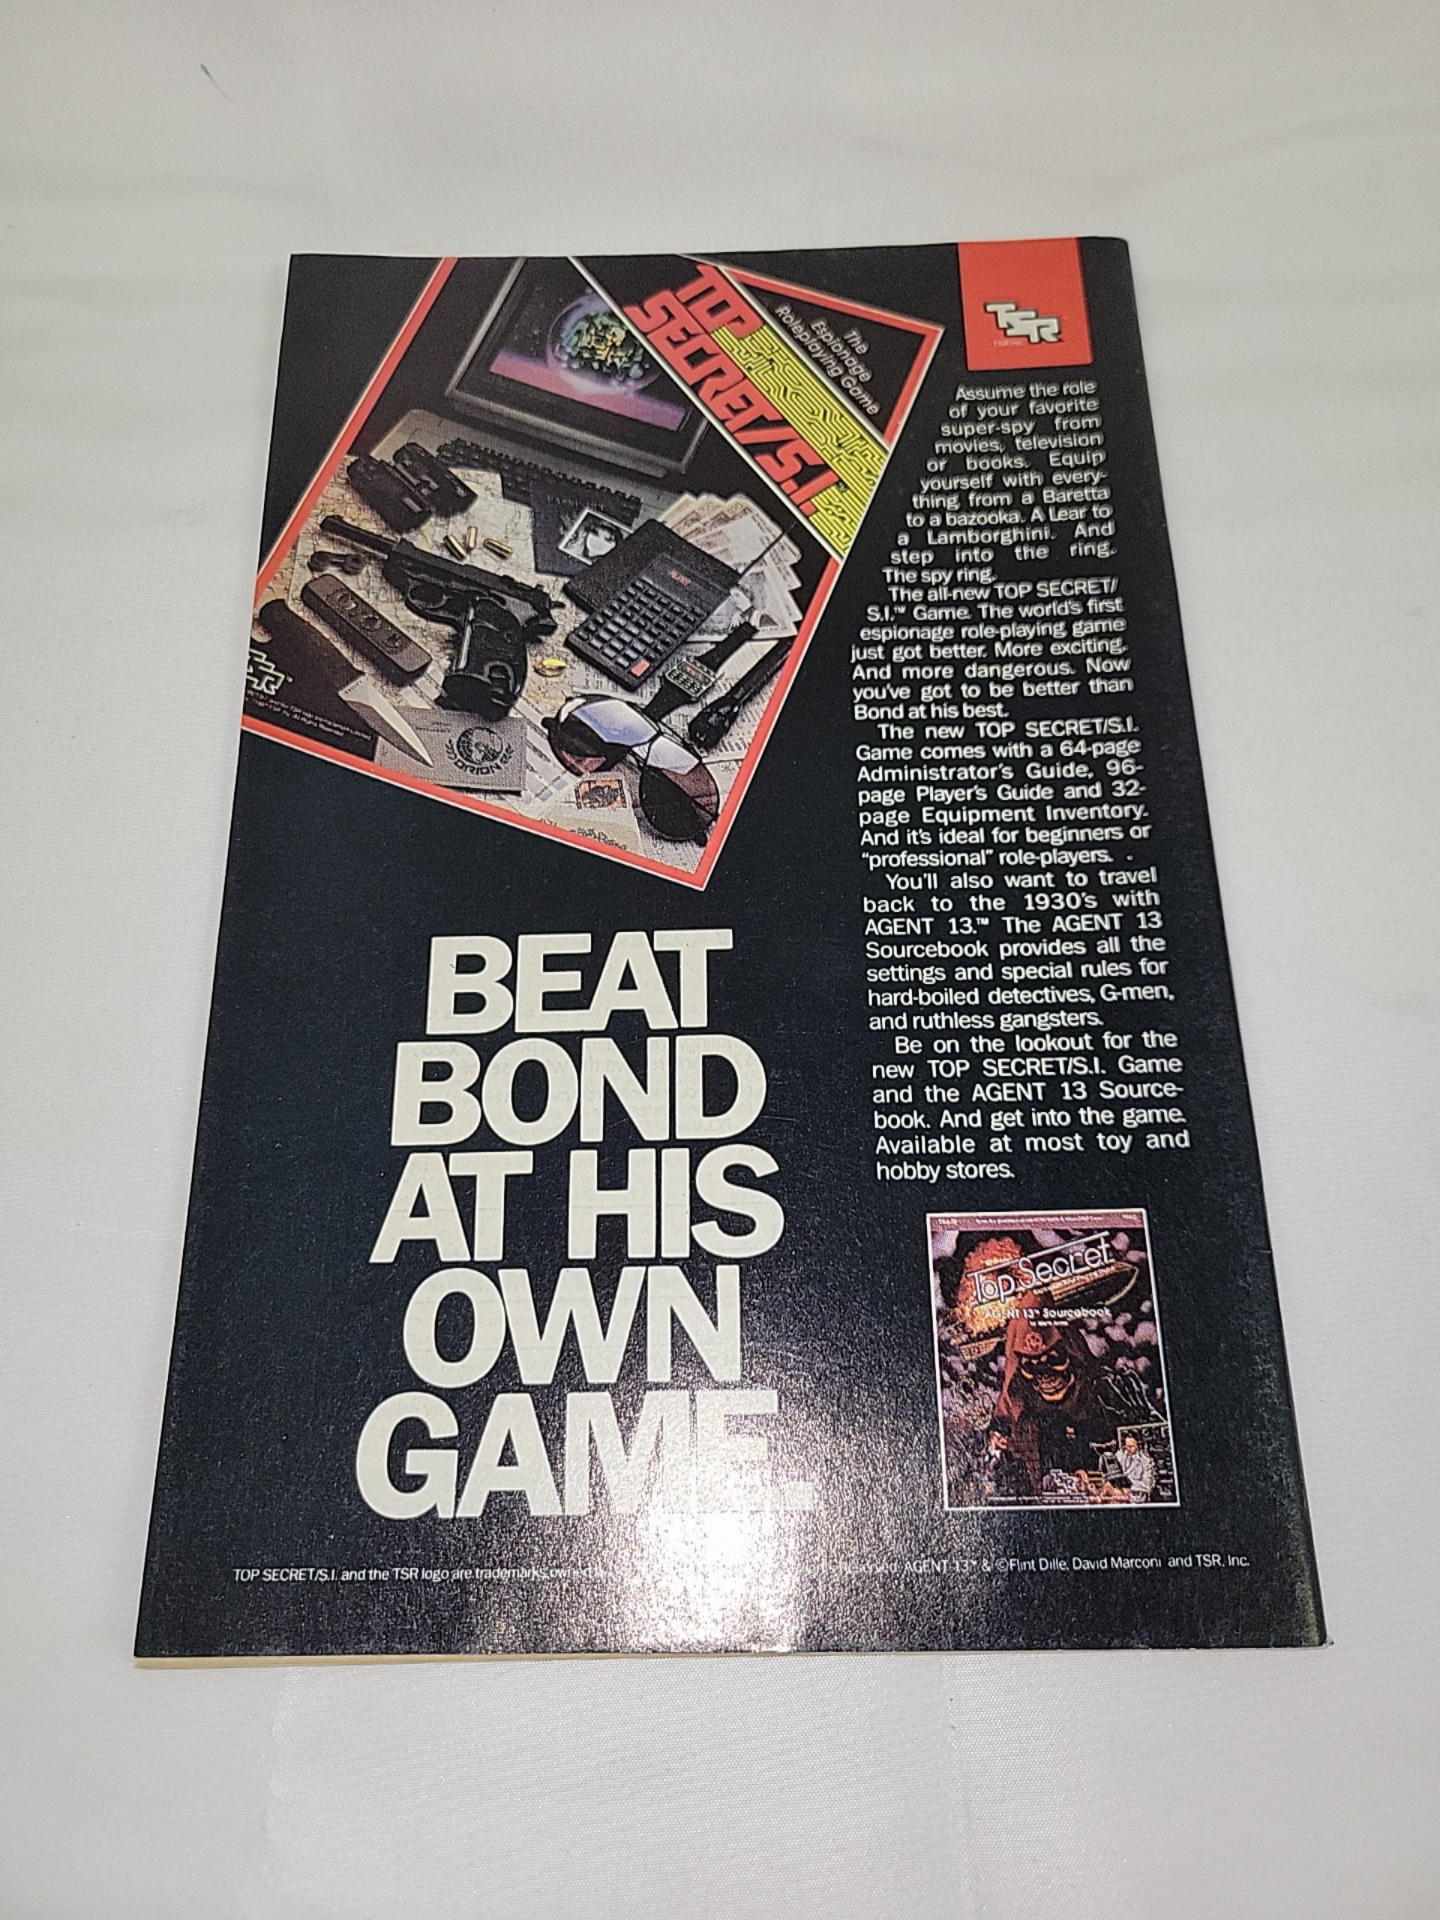 TOP
SECRET/S.I.
The
Espionage
Roleplaying Game
ORION
TSR
Assume the role
of your favorite
super-spy from
movies, television
or books. Equip
yourself with every-
thing from a Baretta
to a bazooka. A Lear to
a Lamborghini. And
step into the ring.
The spy ring.
The all-new TOP SECRET/
S.I.™ Game. The world's first
espionage role-playing game
just got better. More exciting.
And more dangerous. Now
you've got to be better than
Bond at his best.
The new TOP SECRET/S.I.
Game comes with a 64-page
Administrator's Guide, 96-
page Player's Guide and 32-
page Equipment Inventory.
And it's ideal for beginners or
"professional" role-players.
You'll also want to travel
back to the 1930's with
AGENT 13.™ The AGENT 13
Sourcebook provides all the
settings and special rules for
hard-boiled detectives, G-men,
and ruthless gangsters.
Be on the lookout for the
new TOP SECRET/S.I. Game
and the AGENT 13 Source-
book. And get into the game.
Available at most toy and
hobby stores.
BEAT
BOND
AT HIS
OWN
GAME.
Top Secret
AGENT 13™ Sourcebook
TOP SECRET/S.I. and the TSR logo are trademarks AGENT 13™ & ©Flint Dille, David Marconi and TSR, Inc.